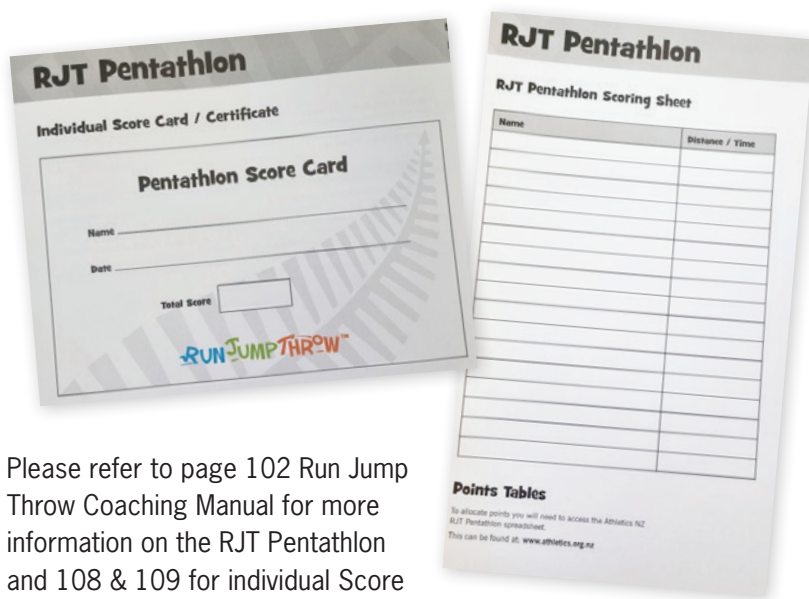 RJT Pentathlon
Individual Score Card / Certificate
Pentathlon Score Card
Name
Date
Total Score
RUN JUMP THROW™
RJT Pentathlon
RJT Pentathlon Scoring Sheet
Name Distance / Time
Points Tables
To allocate points you will need to access the Athletics NZ
RJT Pentathlon spreadsheet.
This can be found at: www.athletics.org.nz
Please refer to page 102 Run Jump
Throw Coaching Manual for more
information on the RJT Pentathlon
and 108 & 109 for individual Score